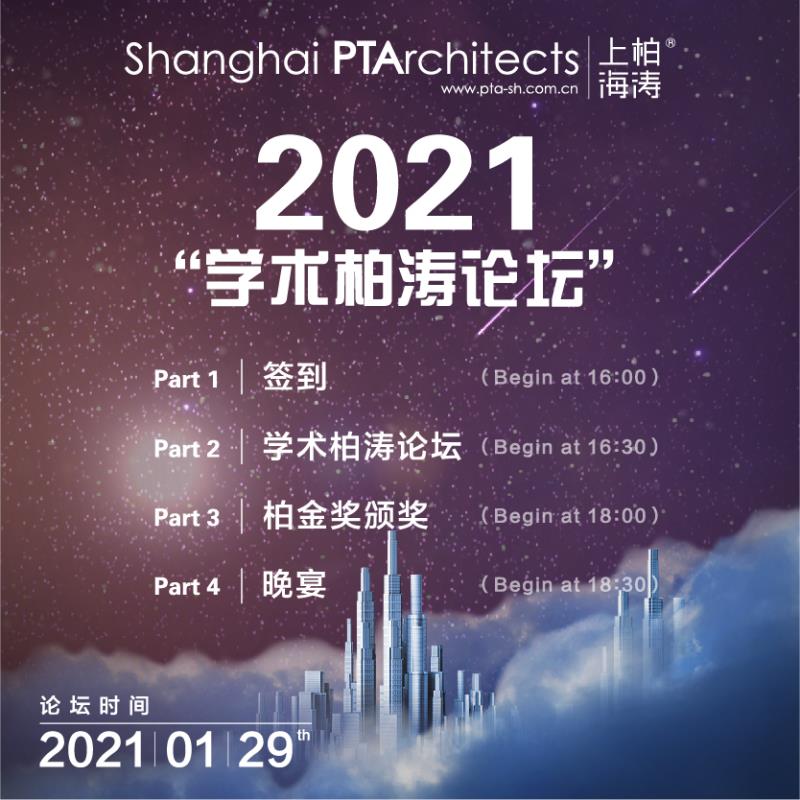 Shanghai PTArchitects 上海柏涛®
www.pta-sh.com.cn
2021
“学术柏涛论坛”
Part 1 签到 (Begin at 16:00)
Part 2 学术柏涛论坛 (Begin at 16:30)
Part 3 柏金奖颁奖 (Begin at 18:00)
Part 4 晚宴 (Begin at 18:30)
论坛时间
2021|01|29th